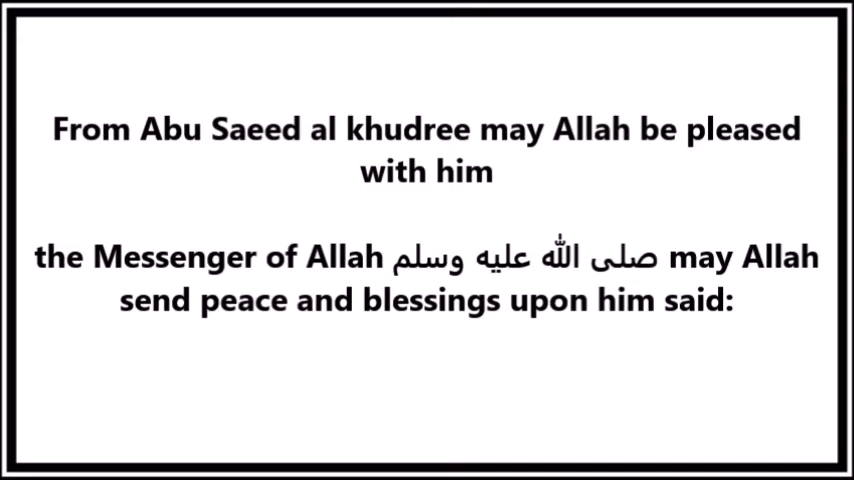 From Abu Saeed al khudree may Allah be pleased
with him
the Messenger of Allah صلى الله عليه وسلم may Allah
send peace and blessings upon him said: